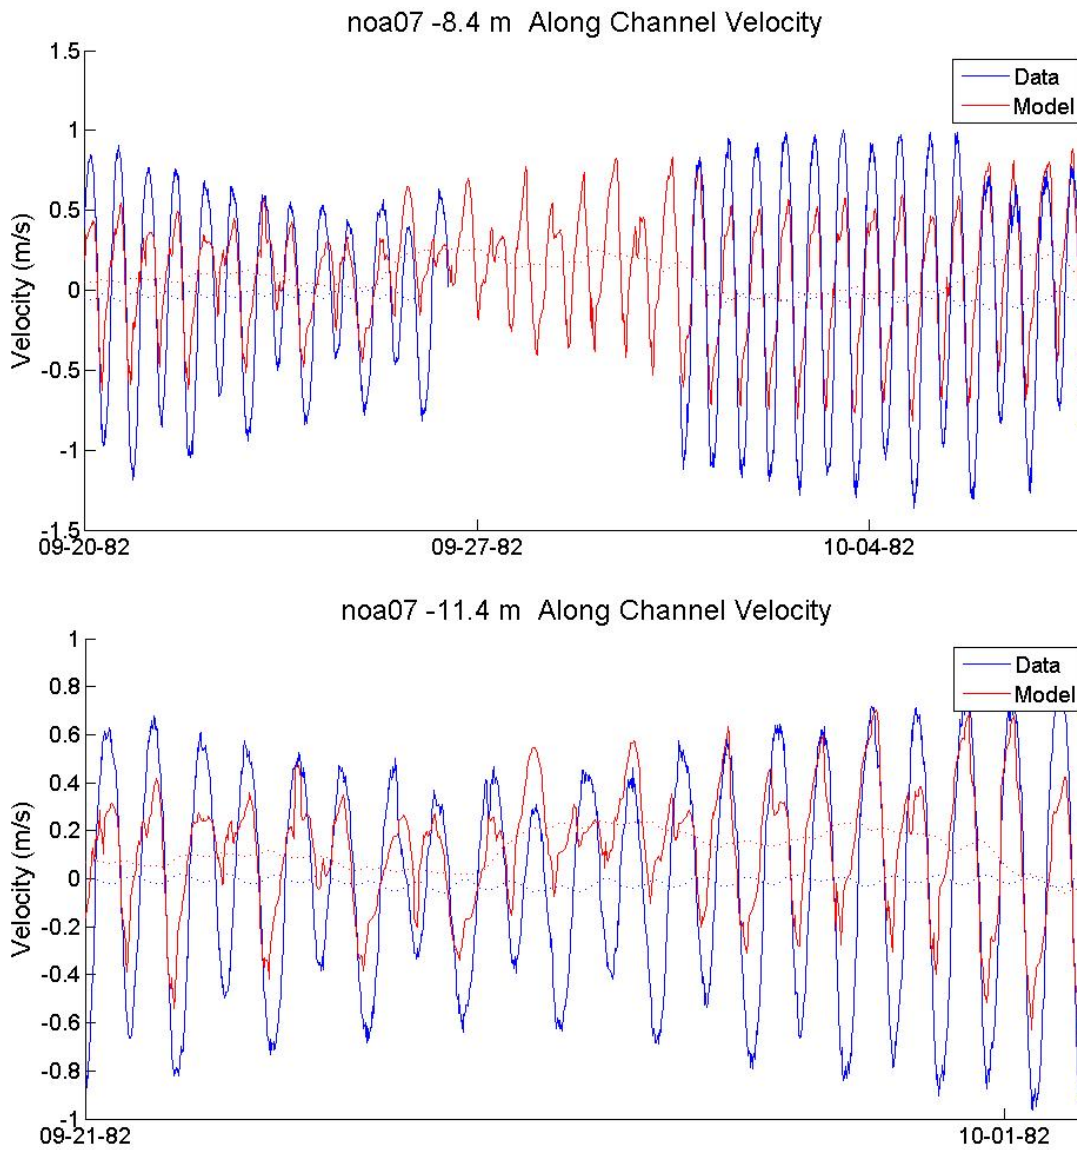 noa07 -8.4 m  Along Channel Velocity
1.5
Data
Model
1
0.5
0
-0.5
-1
-1.5
Velocity (m/s)
09-20-82
09-27-82
10-04-82
noa07 -11.4 m  Along Channel Velocity
1
Data
Model
0.8
0.6
0.4
0.2
0
-0.2
-0.4
-0.6
-0.8
-1
Velocity (m/s)
09-21-82
10-01-82